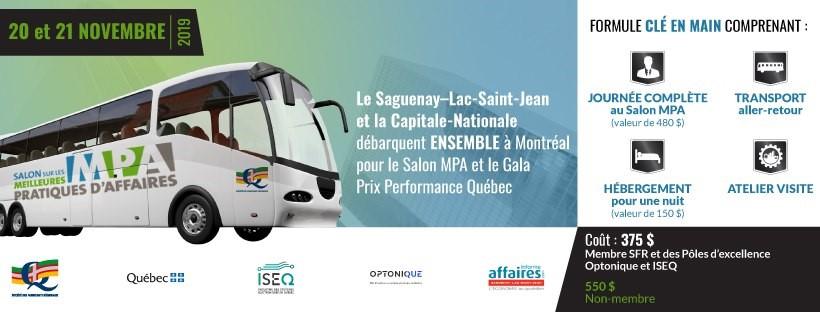 20 et 21 NOVEMBRE 2019
SALON SUR LES
MEILLEURES
MPA
PRATIQUES D'AFFAIRES
Le Saguenay–Lac-Saint-Jean
et la Capitale-Nationale
débarquent ENSEMBLE à Montréal
pour le Salon MPA et le Gala
Prix Performance Québec
FORMULE CLÉ EN MAIN COMPRENANT :
JOURNÉE COMPLÈTE
au Salon MPA
(valeur de 480 $)
TRANSPORT
aller-retour
HÉBERGEMENT
pour une nuit
(valeur de 150 $)
ATELIER VISITE
Coût : 375 $
Membre SFR et des Pôles d'excellence
Optonique et ISEQ
550 $
Non-membre
Québec
ISEQ
OPTONIQUE
informe
affaires